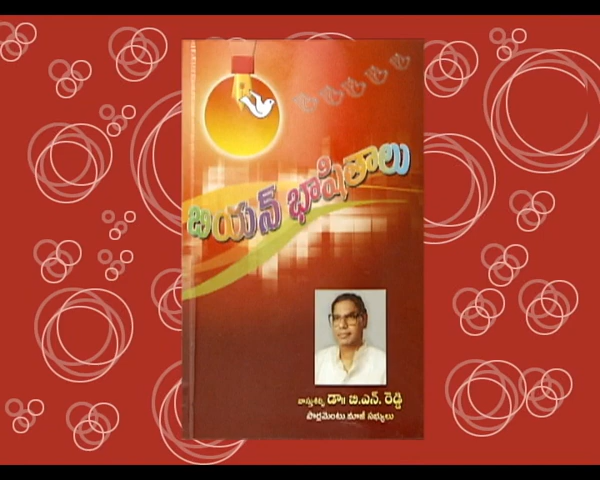 బియన్ భాషితాలు
వాస్తుశిల్పి డాః బి.ఎన్. రెడ్డి
పార్లమెంటు మాజీ సభ్యులు